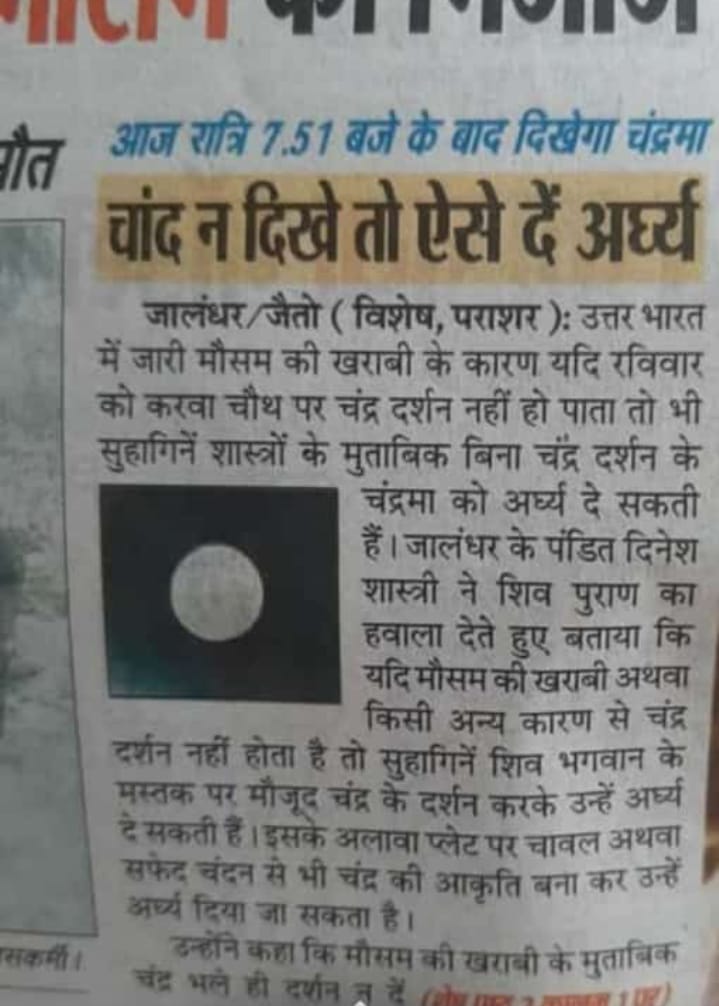 मौत
आज रात्रि 7.51 बजे के बाद दिखेगा चंद्रमा
चांद न दिखे तो ऐसे दें अर्घ्य
जालंधर/जैतो ( विशेष, पराशर ): उत्तर भारत
में जारी मौसम की खराबी के कारण यदि रविवार
को करवा चौथ पर चंद्र दर्शन नहीं हो पाता तो भी
सुहागिनें शास्त्रों के मुताबिक बिना चंद्र दर्शन के
चंद्रमा को अर्घ्य दे सकती
हैं। जालंधर के पंडित दिनेश
शास्त्री ने शिव पुराण का
हवाला देते हुए बताया कि
यदि मौसम की खराबी अथवा
किसी अन्य कारण से चंद्र
दर्शन नहीं होता है तो सुहागिनें शिव भगवान के
मस्तक पर मौजूद चंद्र के दर्शन करके उन्हें अर्घ्य
दे सकती हैं। इसके अलावा प्लेट पर चावल अथवा
सफेद चंदन से भी चंद्र की आकृति बना कर उन्हें
अर्घ्य दिया जा सकता है।
उन्होंने कहा कि मौसम की खराबी के मुताबिक
चंद्र भले ही दर्शन न दें